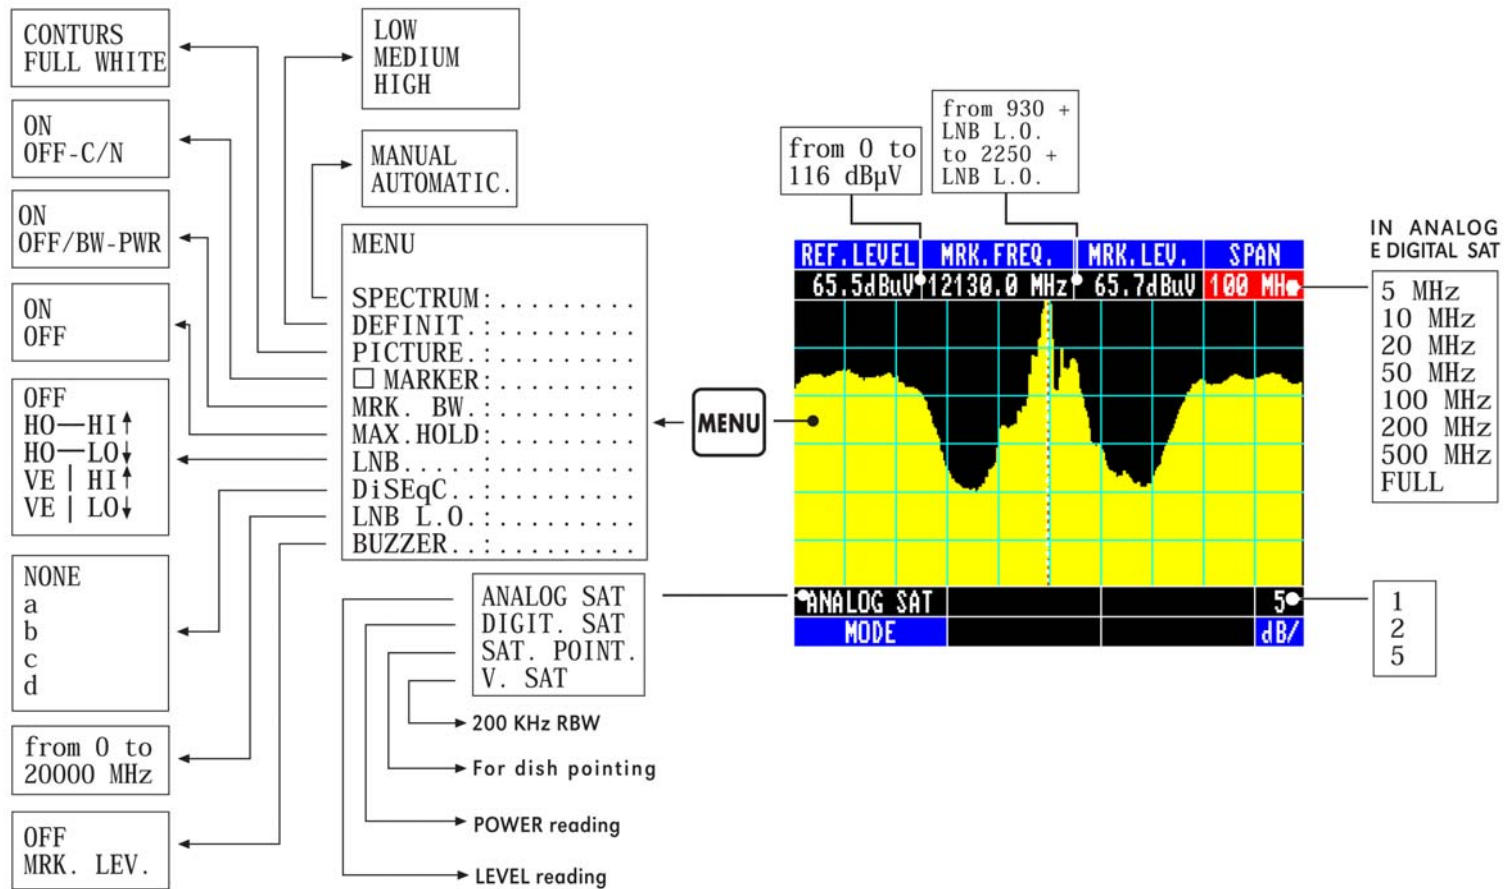 CONTURS
FULL WHITE
ON
OFF-C/N
ON
OFF/BW-PWR
ON
OFF
OFF
HO—HI↑
HO—LO↓
VE | HI↑
VE | LO↓
NONE
a
b
c
d
from 0 to
20000 MHz
OFF
MRK. LEV.
LOW
MEDIUM
HIGH
MANUAL
AUTOMATIC.
MENU
SPECTRUM:.........
DEFINIT.:.........
PICTURE.:.........
□ MARKER:.........
MRK. BW.:.........
MAX.HOLD:.........
LNB.....:.........
DiSEqC..:.........
LNB L.O.:.........
BUZZER..:.........
ANALOG SAT
DIGIT. SAT
SAT. POINT.
V. SAT
200 KHz RBW
For dish pointing
POWER reading
LEVEL reading
MENU
from 0 to
116 dBµV
from 930 +
LNB L.O.
to 2250 +
LNB L.O.
REF.LEVEL MRK.FREQ. MRK.LEV. SPAN
65.5dBuV 12130.0 MHz 65.7dBuV 100 MH
ANALOG SAT 5
MODE dB/
IN ANALOG
E DIGITAL SAT
5 MHz
10 MHz
20 MHz
50 MHz
100 MHz
200 MHz
500 MHz
FULL
1
2
5